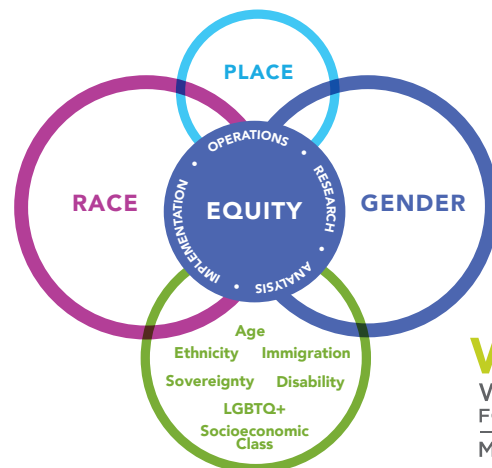 PLACE
RACE
EQUITY
GENDER
OPERATIONS • RESEARCH • ANALYSIS • IMPLEMENTATION •
Age
Ethnicity Immigration
Sovereignty Disability
LGBTQ+
Socioeconomic
Class